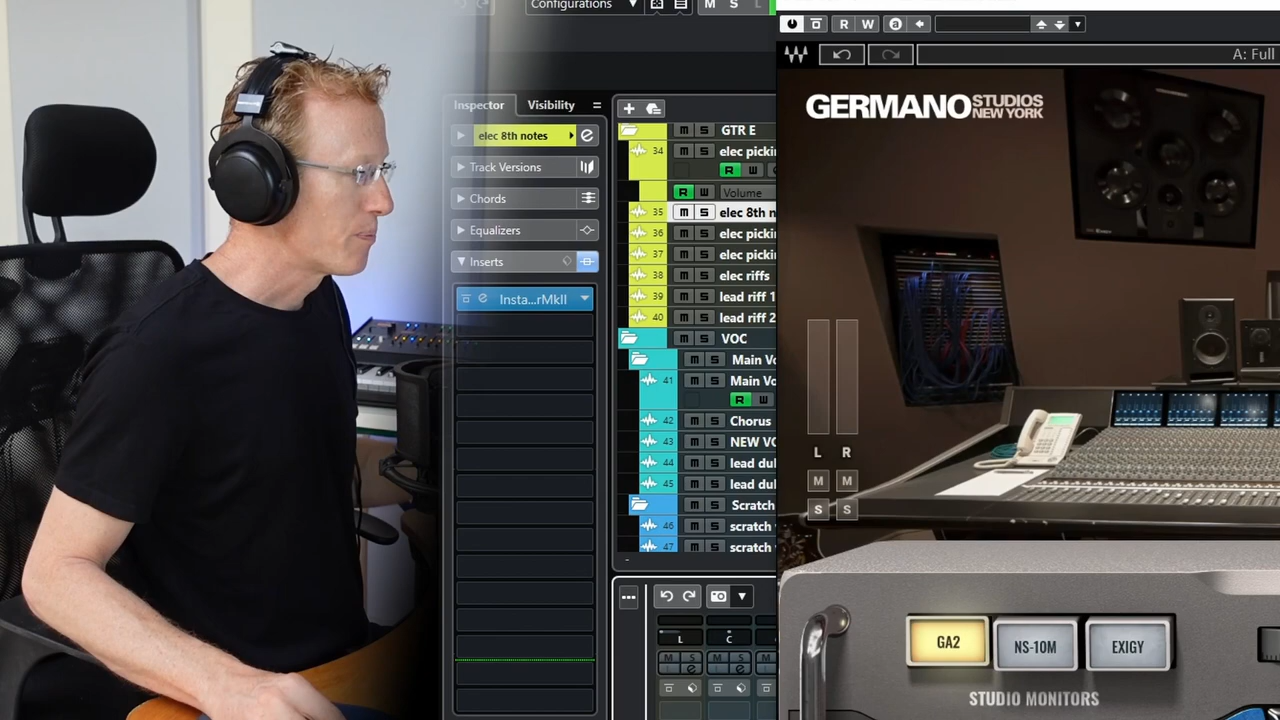 Configurations
M S L
R W a
A: Full
Inspector Visibility
elec 8th notes
Track Versions
Chords
Equalizers
Inserts
Insta...rMkII
M S GTR E
34 M S elec picki
R W
R W Volume
35 M S elec 8th n
36 M S elec picki
37 M S elec picki
38 M S elec riffs
39 M S lead riff 1
40 M S lead riff 2
M S VOC
M S Main Vo
41 M S Main Vo
R W
42 M S Chorus
43 M S NEW VO
44 M S lead dul
45 M S lead dul
M S Scratch
46 M S scratch
47 M S scratch
L C
M S M S M
e e
GERMANO STUDIOS
NEW YORK
L R
M M
S S
GA2 NS-10M EXIGY
STUDIO MONITORS